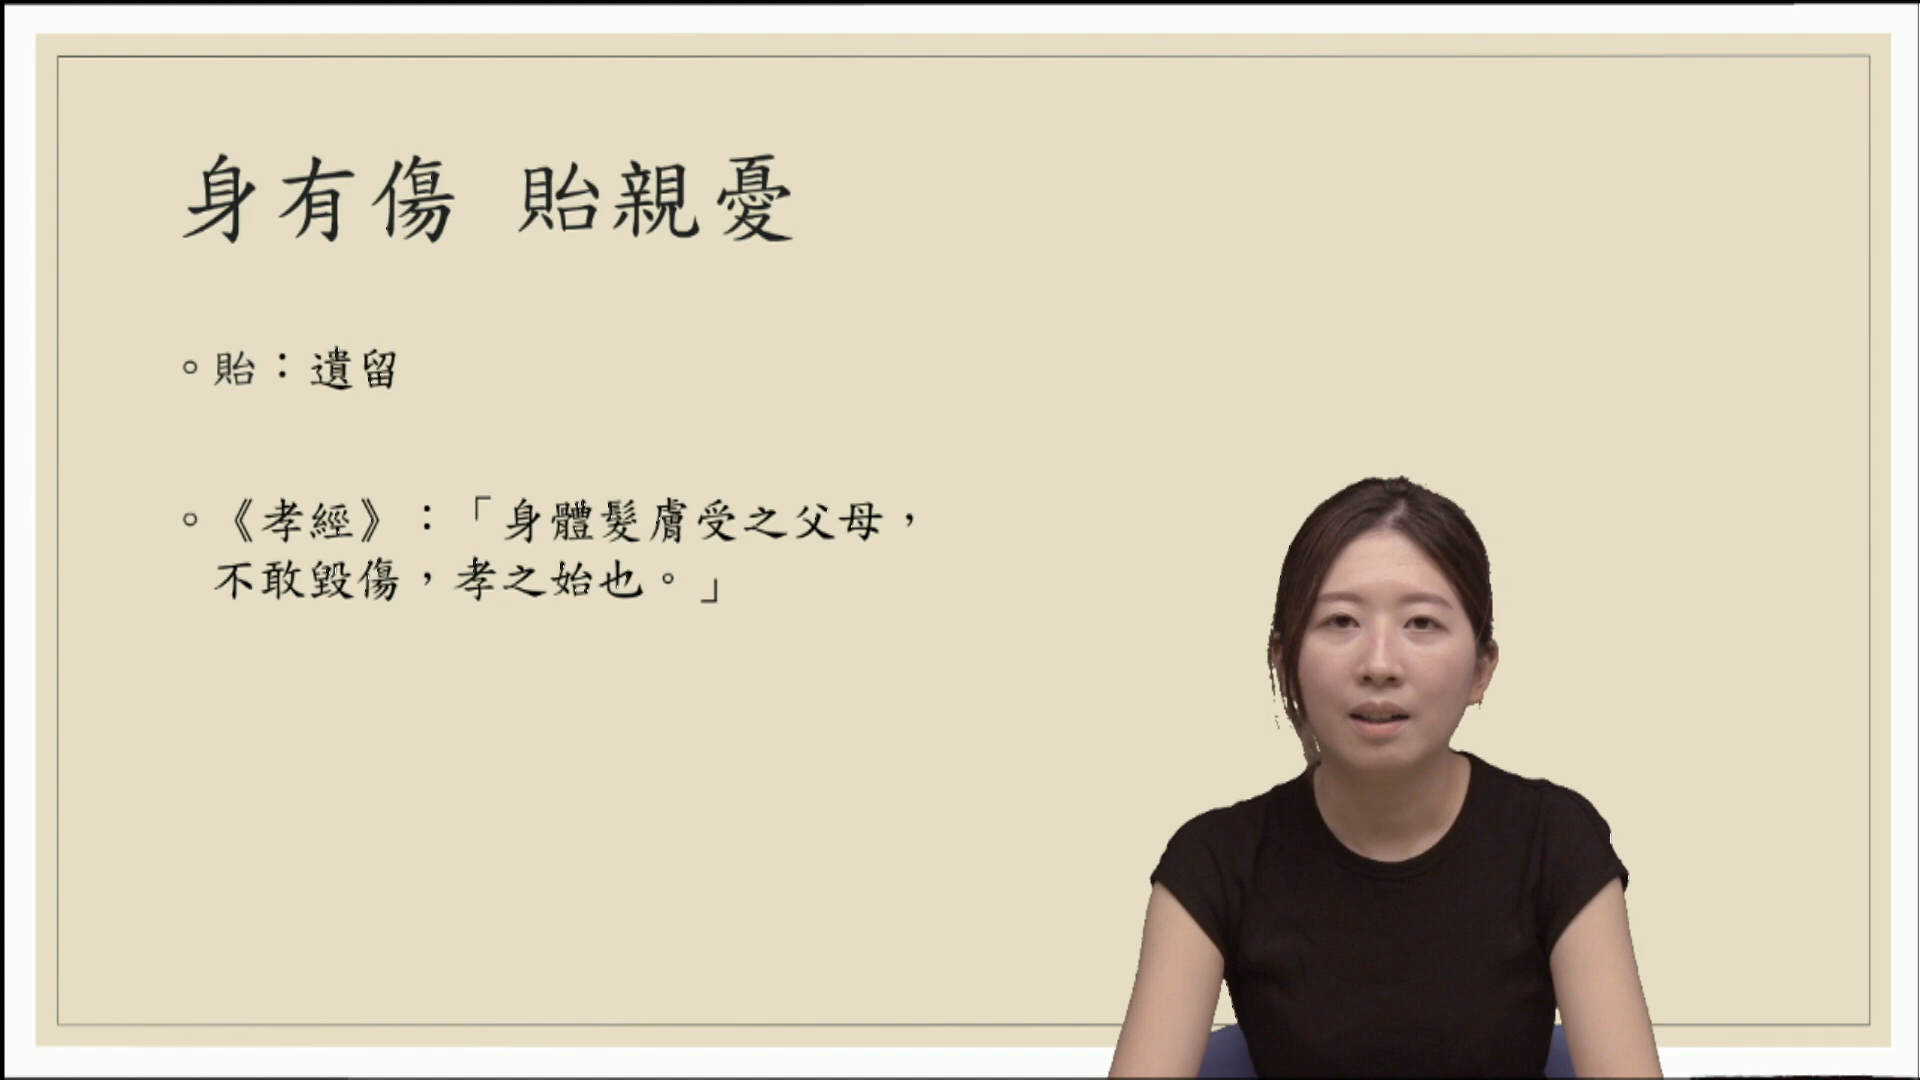 身有傷 貽親憂
。貽：遺留
。《孝經》：「身體髮膚受之父母，
不敢毀傷，孝之始也。」